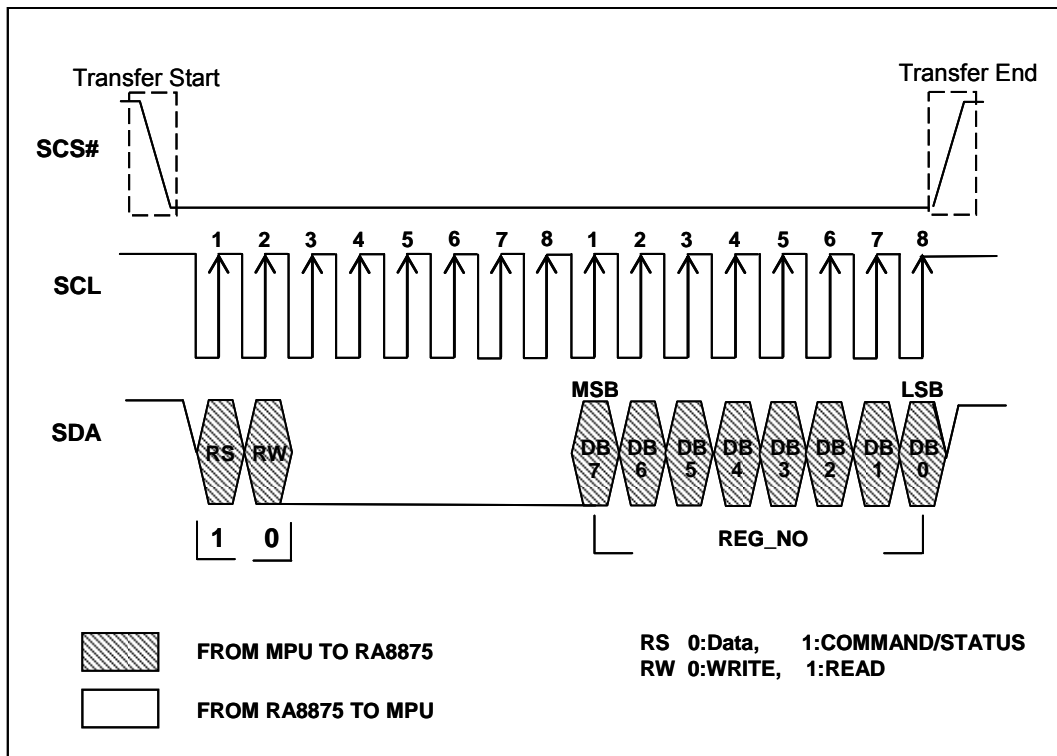 Transfer Start
Transfer End
SCS#
1 2 3 4 5 6 7 8 1 2 3 4 5 6 7 8
SCL
MSB
LSB
SDA
RS RW DB 7 DB 6 DB 5 DB 4 DB 3 DB 2 DB 1 DB 0
1 0
REG_NO
FROM MPU TO RA8875
RS 0:Data, 1:COMMAND/STATUS
RW 0:WRITE, 1:READ
FROM RA8875 TO MPU